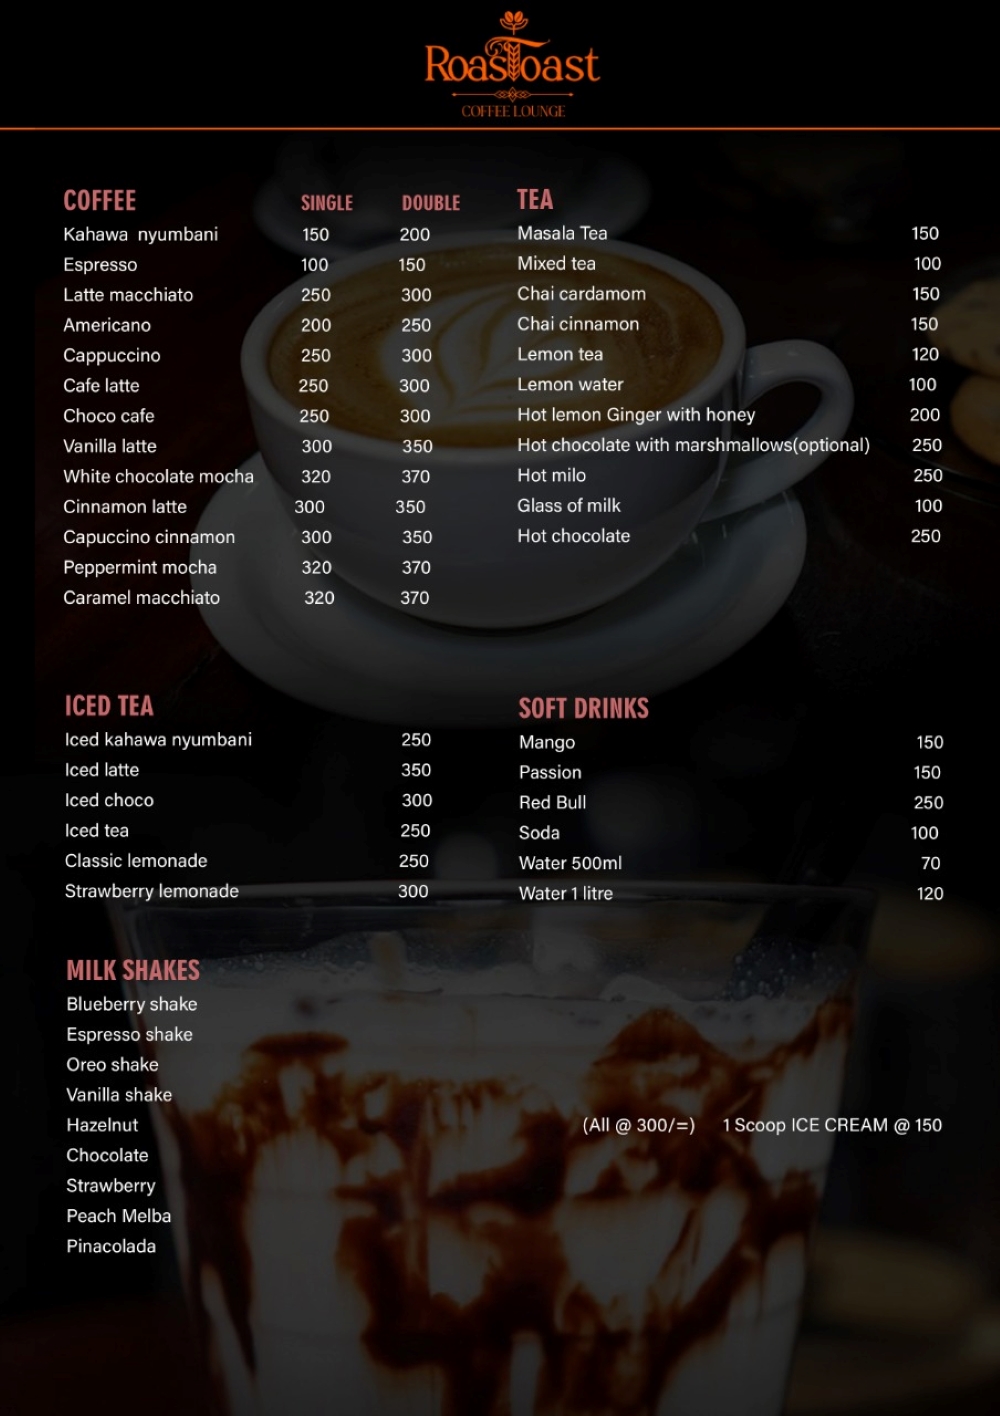 RoasToast
COFFEE LOUNGE
COFFEE SINGLE DOUBLE
Kahawa nyumbani 150 200
Espresso 100 150
Latte macchiato 250 300
Americano 200 250
Cappuccino 250 300
Cafe latte 250 300
Choco cafe 250 300
Vanilla latte 300 350
White chocolate mocha 320 370
Cinnamon latte 300 350
Capuccino cinnamon 300 350
Peppermint mocha 320 370
Caramel macchiato 320 370
TEA
Masala Tea 150
Mixed tea 100
Chai cardamom 150
Chai cinnamon 150
Lemon tea 120
Lemon water 100
Hot lemon Ginger with honey 200
Hot chocolate with marshmallows(optional) 250
Hot milo 250
Glass of milk 100
Hot chocolate 250
ICED TEA
Iced kahawa nyumbani 250
Iced latte 350
Iced choco 300
Iced tea 250
Classic lemonade 250
Strawberry lemonade 300
SOFT DRINKS
Mango 150
Passion 150
Red Bull 250
Soda 100
Water 500ml 70
Water 1 litre 120
MILK SHAKES
Blueberry shake
Espresso shake
Oreo shake
Vanilla shake
Hazelnut
Chocolate
Strawberry
Peach Melba
Pinacolada
(All @ 300/=) 1 Scoop ICE CREAM @ 150